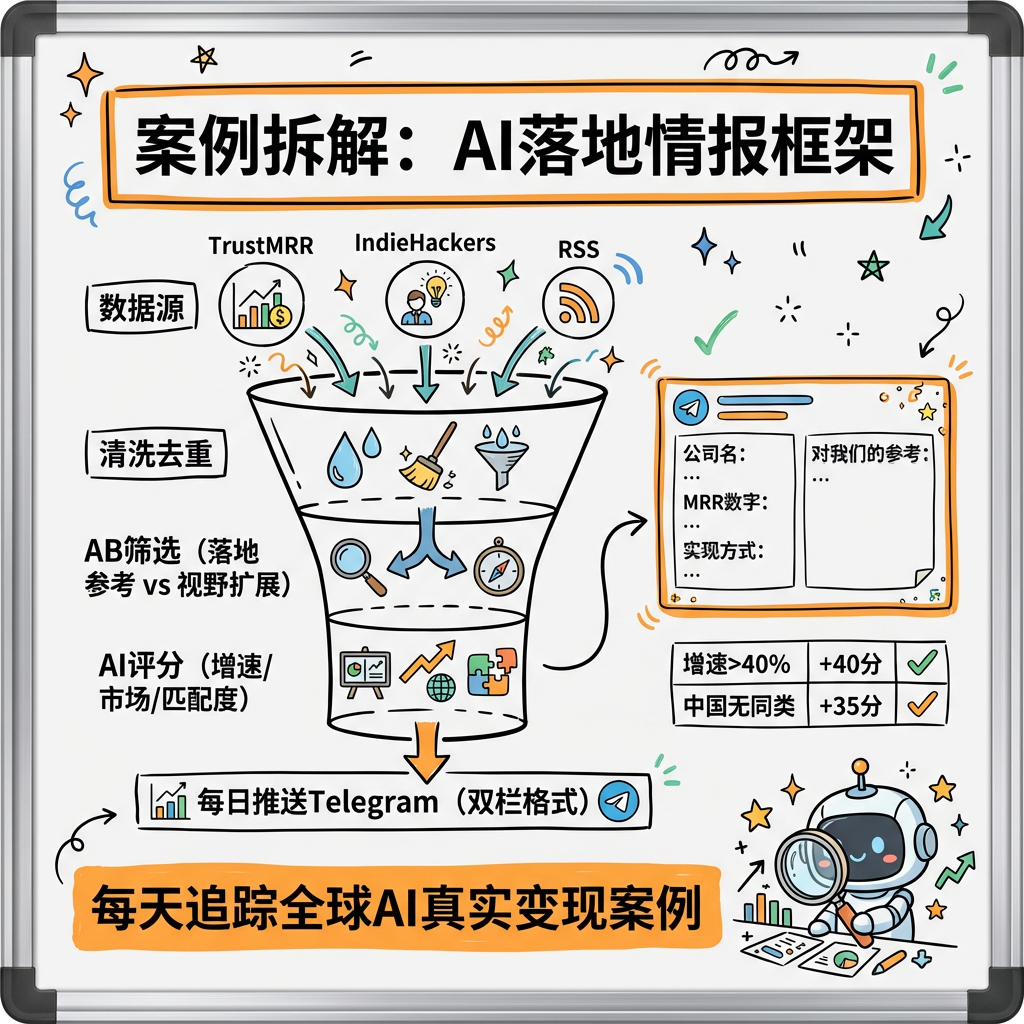 案例拆解：AI落地情报框架
TrustMRR
IndieHackers
RSS
数据源
$
清洗去重
AB筛选（落地
参考 vs 视野扩展）
AI评分（增速/
市场/匹配度）
公司名：
...
MRR数字：
...
实现方式：
...
对我们的参考：
...
增速>40% +40分
中国无同类 +35分
每日推送Telegram（双栏格式）
每天追踪全球AI真实变现案例